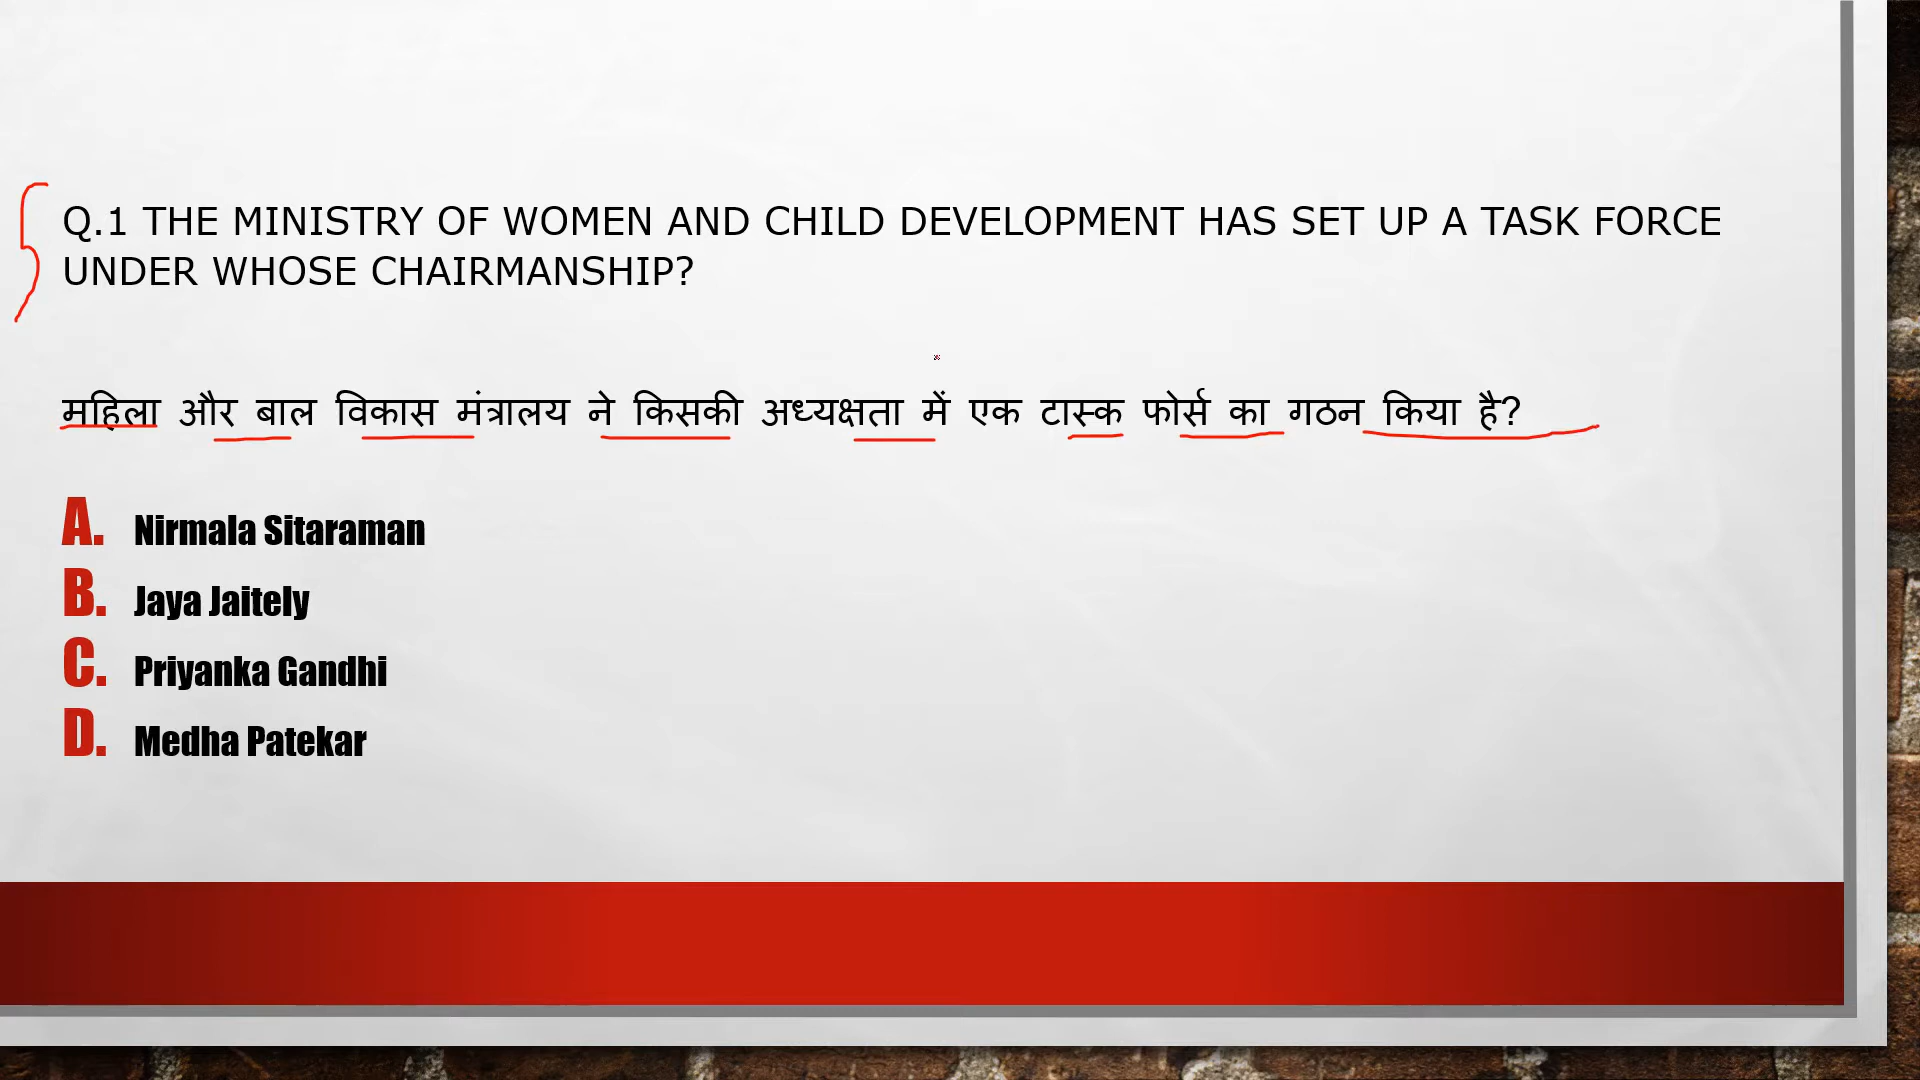 Q.1 THE MINISTRY OF WOMEN AND CHILD DEVELOPMENT HAS SET UP A TASK FORCE
UNDER WHOSE CHAIRMANSHIP?
महिला और बाल विकास मंत्रालय ने किसकी अध्यक्षता में एक टास्क फोर्स का गठन किया है?
A. Nirmala Sitaraman
B. Jaya Jaitely
C. Priyanka Gandhi
D. Medha Patekar